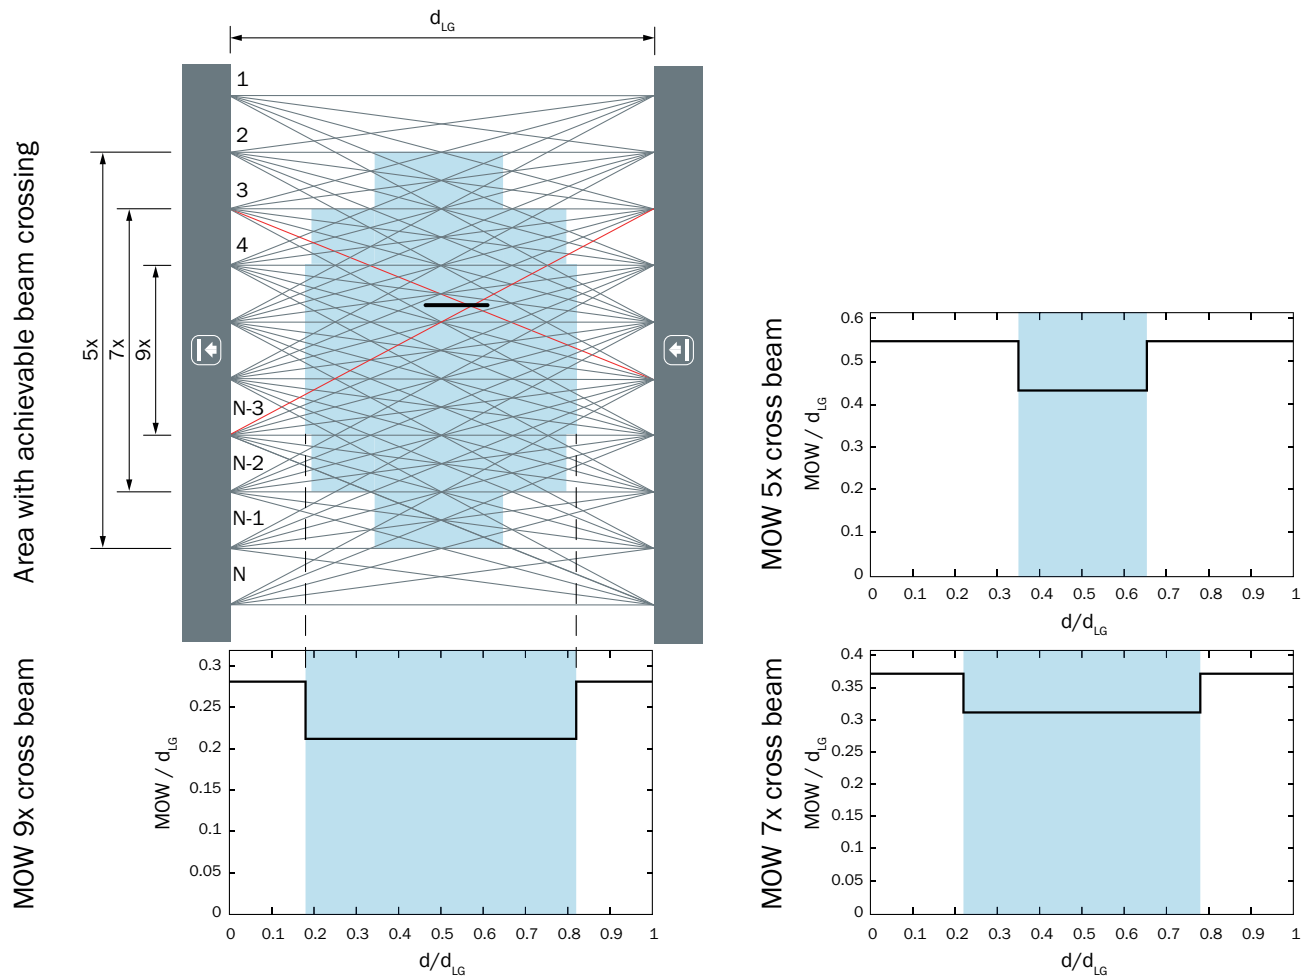 d_LG
Area with achievable beam crossing
5x
7x
9x
1
2
3
4
N-3
N-2
N-1
N
MOW 5x cross beam
MOW / d_LG
0.6
0.5
0.4
0.3
0.2
0.1
0
0 0.1 0.2 0.3 0.4 0.5 0.6 0.7 0.8 0.9 1
d/d_LG
MOW 9x cross beam
MOW / d_LG
0.3
0.25
0.2
0.15
0.1
0.05
0
0 0.1 0.2 0.3 0.4 0.5 0.6 0.7 0.8 0.9 1
d/d_LG
MOW 7x cross beam
MOW / d_LG
0.4
0.35
0.3
0.25
0.2
0.15
0.1
0.05
0
0 0.1 0.2 0.3 0.4 0.5 0.6 0.7 0.8 0.9 1
d/d_LG